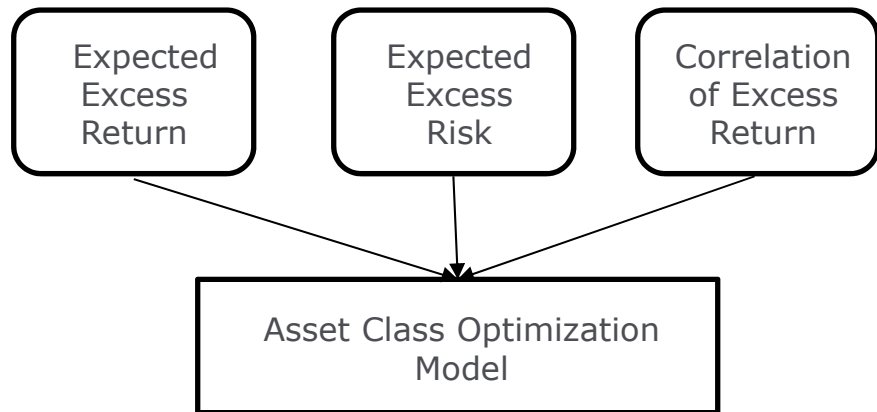 Expected
Excess
Return
Expected
Excess
Risk
Correlation
of Excess
Return
Asset Class Optimization
Model